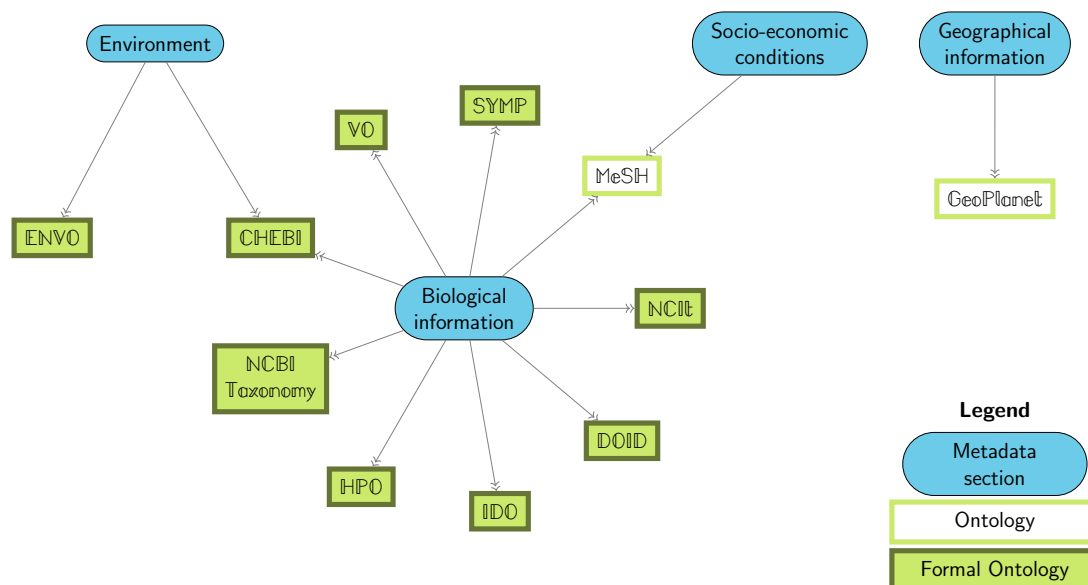 Environment
Socio-economic
conditions
Geographical
information
SYMP
VO
MeSH
GeoPlanet
ENVO
CHEBI
Biological
information
NCIt
NCBI
Taxonomy
DOID
HPO
IDO
Legend
Metadata
section
Ontology
Formal Ontology